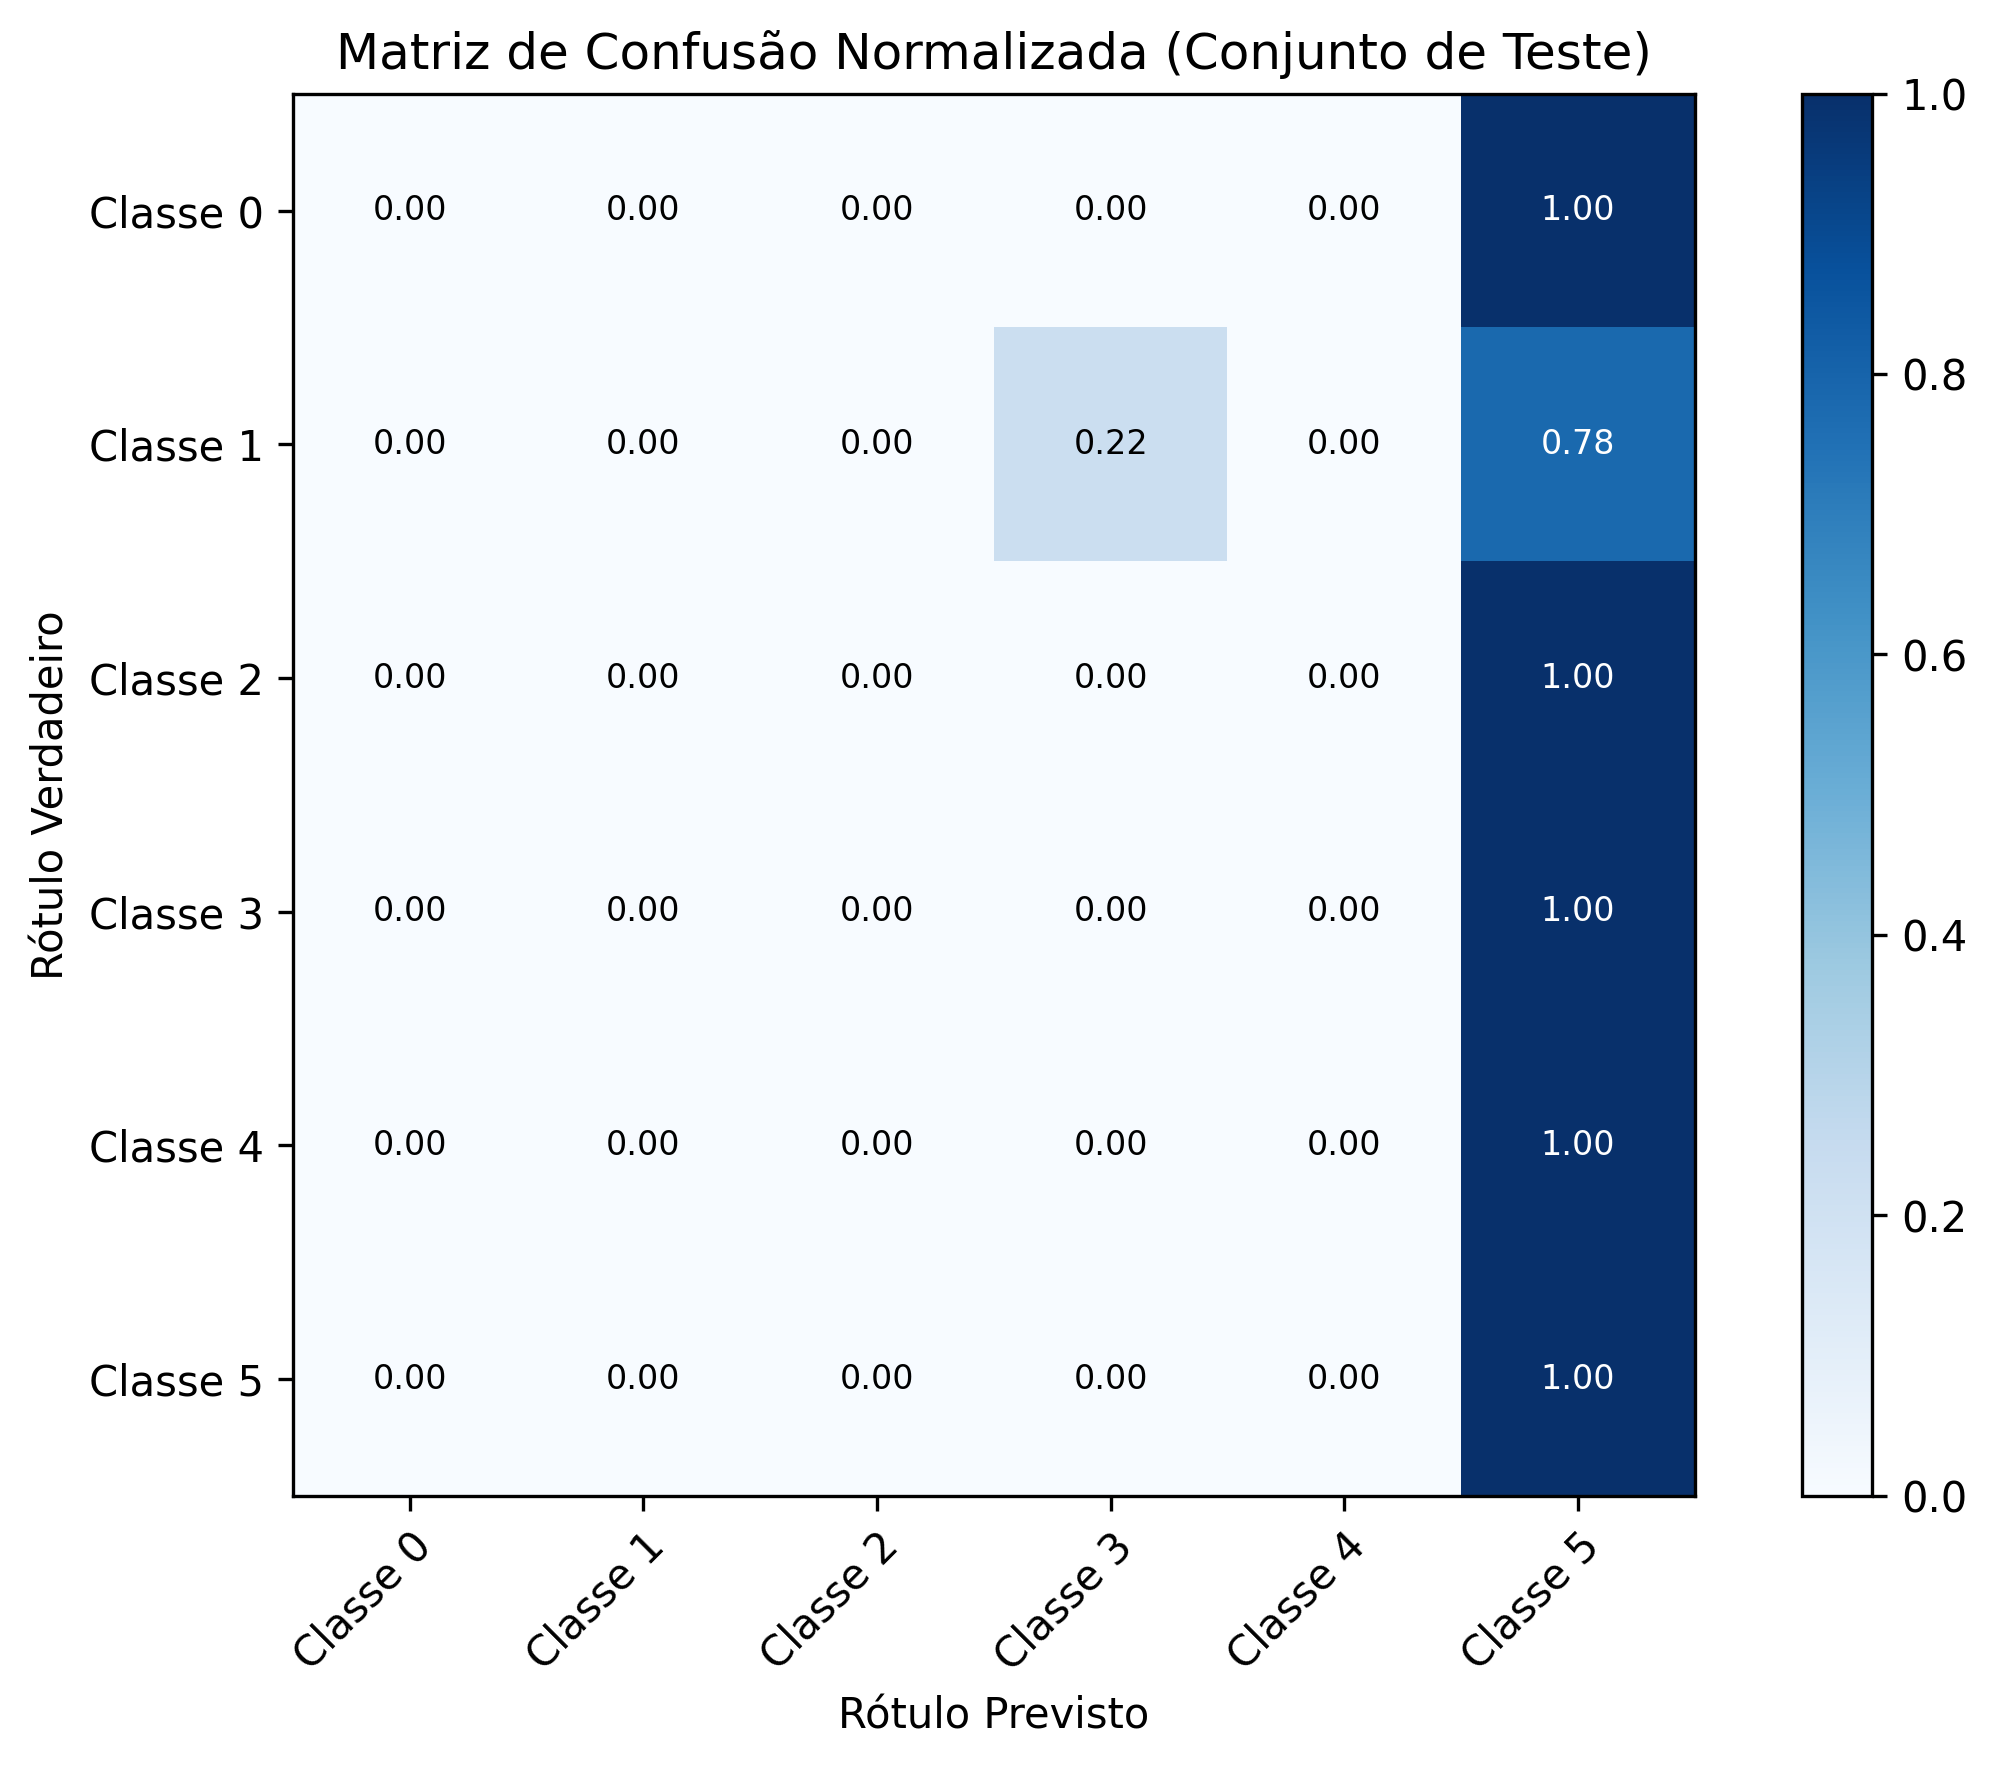 Matriz de Confusão Normalizada (Conjunto de Teste)
Rótulo Verdadeiro
Classe 0 0.00 0.00 0.00 0.00 0.00 1.00
Classe 1 0.00 0.00 0.00 0.22 0.00 0.78
Classe 2 0.00 0.00 0.00 0.00 0.00 1.00
Classe 3 0.00 0.00 0.00 0.00 0.00 1.00
Classe 4 0.00 0.00 0.00 0.00 0.00 1.00
Classe 5 0.00 0.00 0.00 0.00 0.00 1.00
Classe 0 Classe 1 Classe 2 Classe 3 Classe 4 Classe 5
Rótulo Previsto
1.0
0.8
0.6
0.4
0.2
0.0